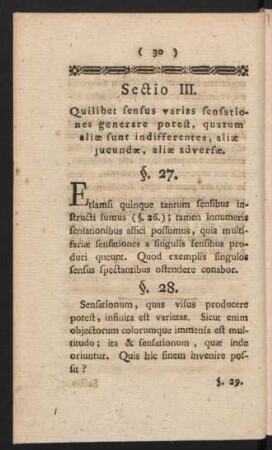 ( 30 )
Sectio III.
Quilibet sensus varias sensatio-
nes generare potest, quarum
aliæ sunt indifferentes, aliæ
jucundæ, aliæ adversæ.
§. 27.
Etiamsi quinque tantum sensibus in-
structi sumus (§. 26.); tamen innumeris
sensationibus affici possumus, quia multi-
fariæ sensationes a singulis sensibus pro-
duci queunt. Quod exemplis singulos
sensus spectantibus ostendere conabor.
§. 28.
Sensationum, quas visus producere
potest, infinita est varietas. Sicut enim
objectorum colorumque immensa est mul-
titudo; ita & sensationum, quæ inde
oriuntur. Quis hic finem invenire pos-
sit?
§. 29.